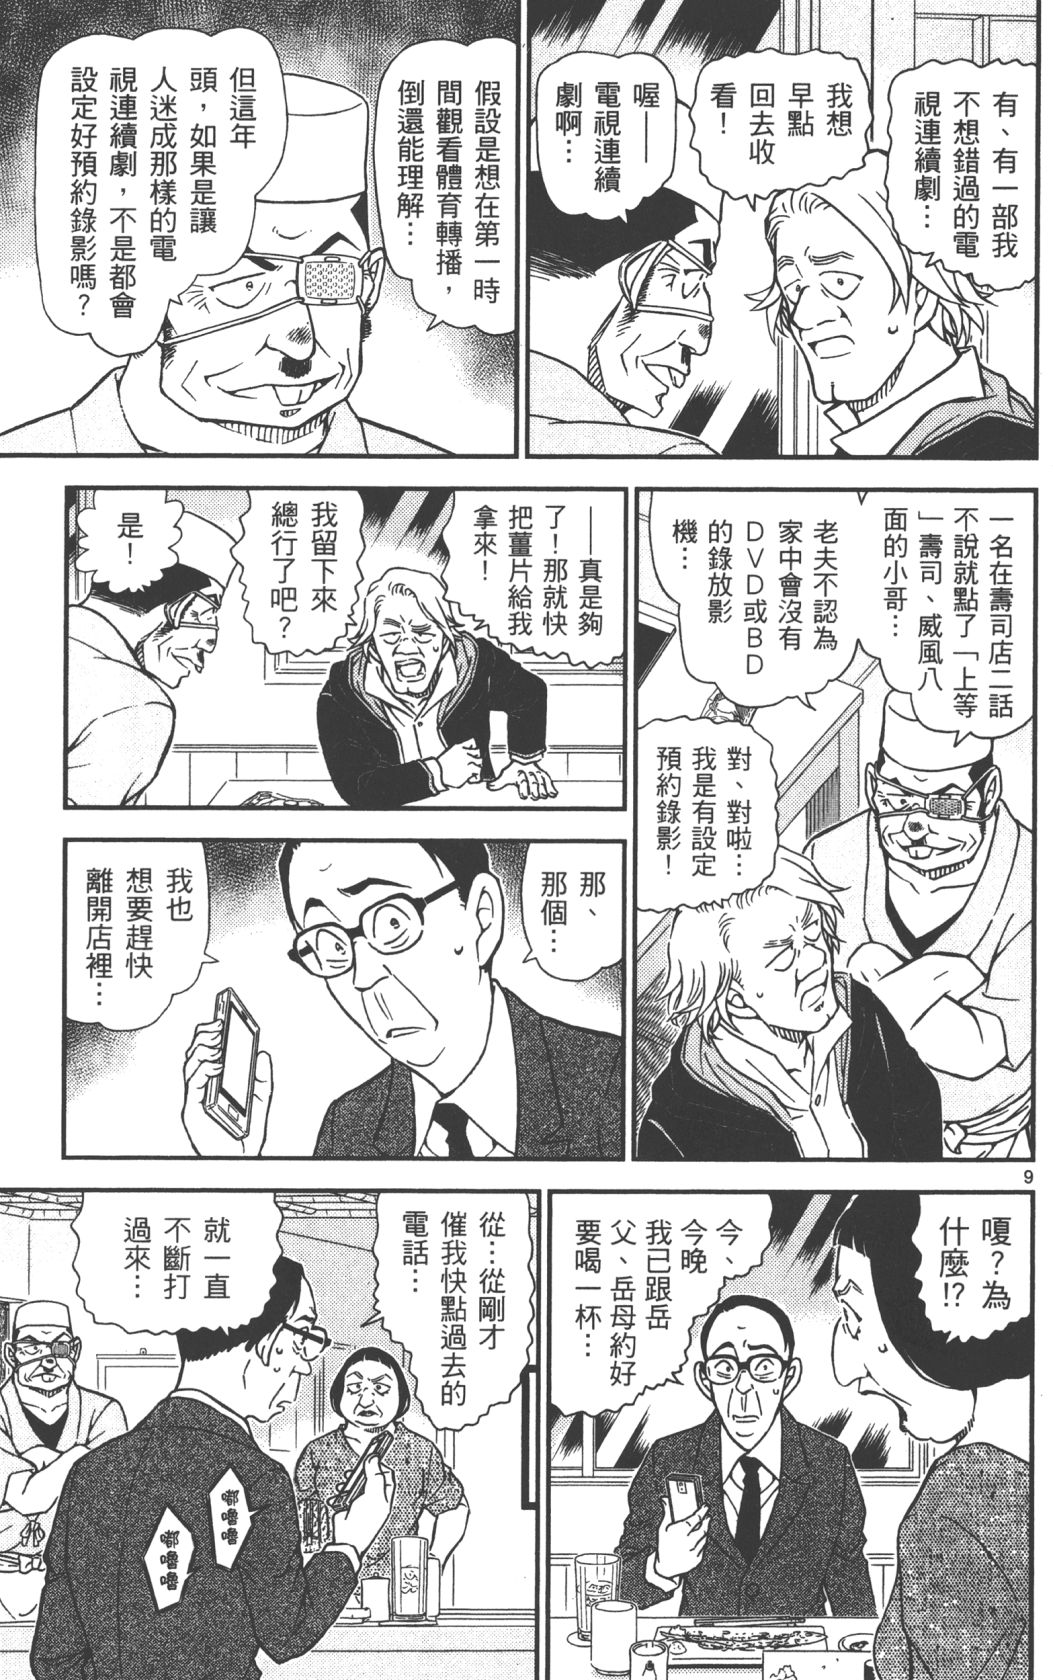 有、有一部我
不想錯過的電
視連續劇…
我想
早點
回去收
看！
喔——
電視連續
劇啊…
假設是想在第一時
間觀看體育轉播，
倒還能理解…
但這年
頭，如果是讓
人迷成那樣的電
視連續劇，不是都會
設定好預約錄影嗎？
一名在壽司店二話
不說就點了「上等
」壽司、威風八
面的小哥…
老夫不認為
家中會沒有
DVD或BD
的錄放影
機…
對、對啦…
我是有設定
預約錄影！
——真是夠
了！那就快
把薑片給我
拿來！
我留下來
總行了吧？
是！
那、
那個…
我也
想要趕快
離開店裡…
9
嗄？為
什麼!?
今、
今晚
我已跟岳
父、岳母約好
要喝一杯…
從…從剛才
催我快點過去的
電話…
就一直
不斷打
過來…
嘟嚕嚕
嘟嚕嚕